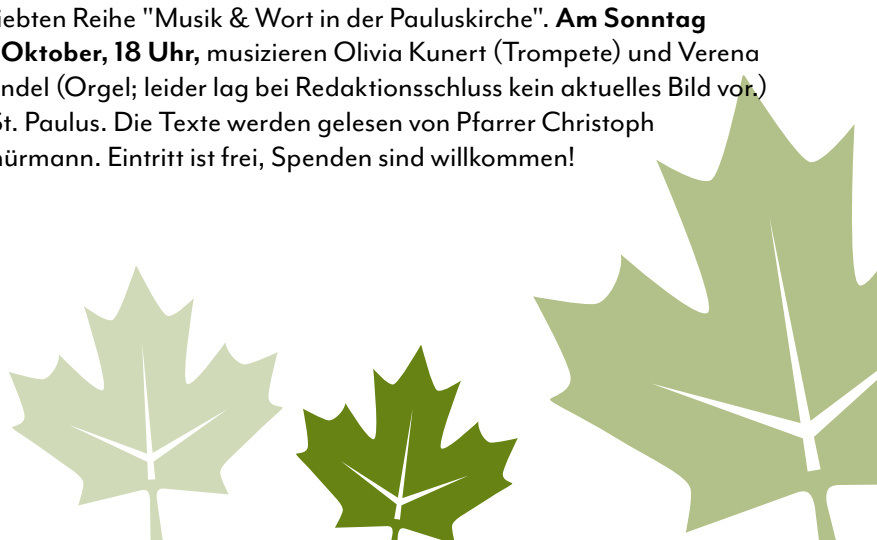 iebten Reihe "Musik & Wort in der Pauluskirche". Am Sonntag
Oktober, 18 Uhr, musizieren Olivia Kunert (Trompete) und Verena
ndel (Orgel; leider lag bei Redaktionsschluss kein aktuelles Bild vor.)
St. Paulus. Die Texte werden gelesen von Pfarrer Christoph
nürmann. Eintritt ist frei, Spenden sind willkommen!